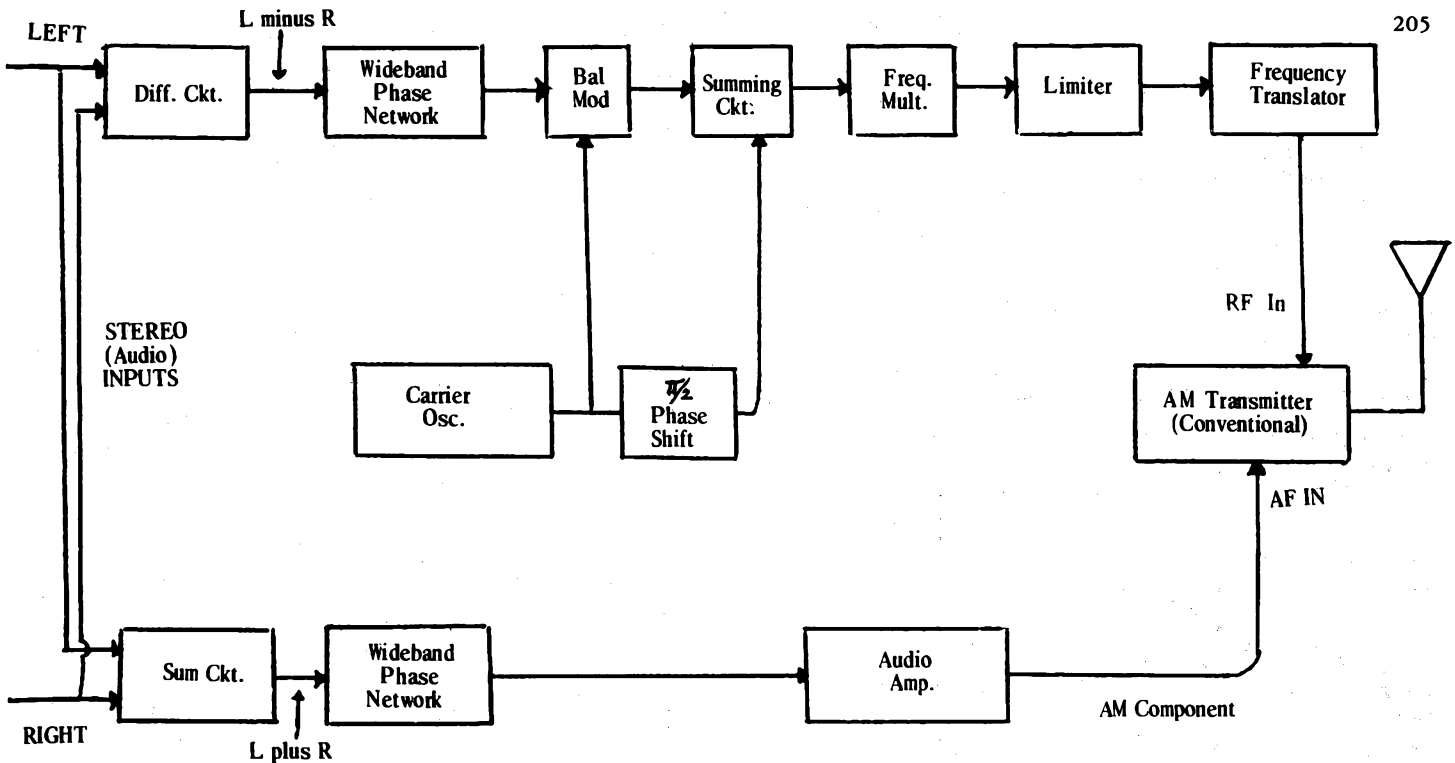 205
L minus R
LEFT
Diff. Ckt.
Wideband
Phase
Network
Bal
Mod
Summing
Ckt:
Freq.
Mult.
Limiter
Frequency
Translator
STEREO
(Audio)
INPUTS
RF In
Carrier
Osc.
π/2
Phase
Shift
AM Transmitter
(Conventional)
AF IN
Sum Ckt.
Wideband
Phase
Network
Audio
Amp.
AM Component
RIGHT
L plus R